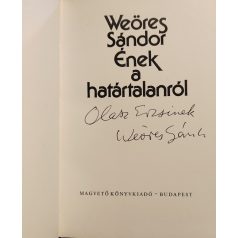 Weöres
Sándor
Ének
a
határtalanról
Olasz Erzsinek
Weöres Sándor
MAGVETŐ KÖNYVKIADÓ - BUDAPEST